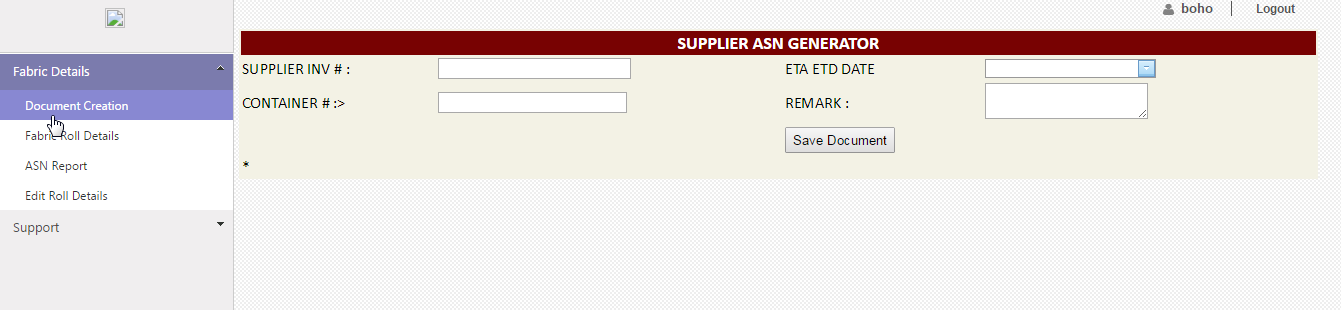 boho
Logout
SUPPLIER ASN GENERATOR
Fabric Details
SUPPLIER INV # :
ETA ETD DATE
Document Creation
CONTAINER # :>
REMARK :
Fabric Roll Details
Save Document
ASN Report
*
Edit Roll Details
Support